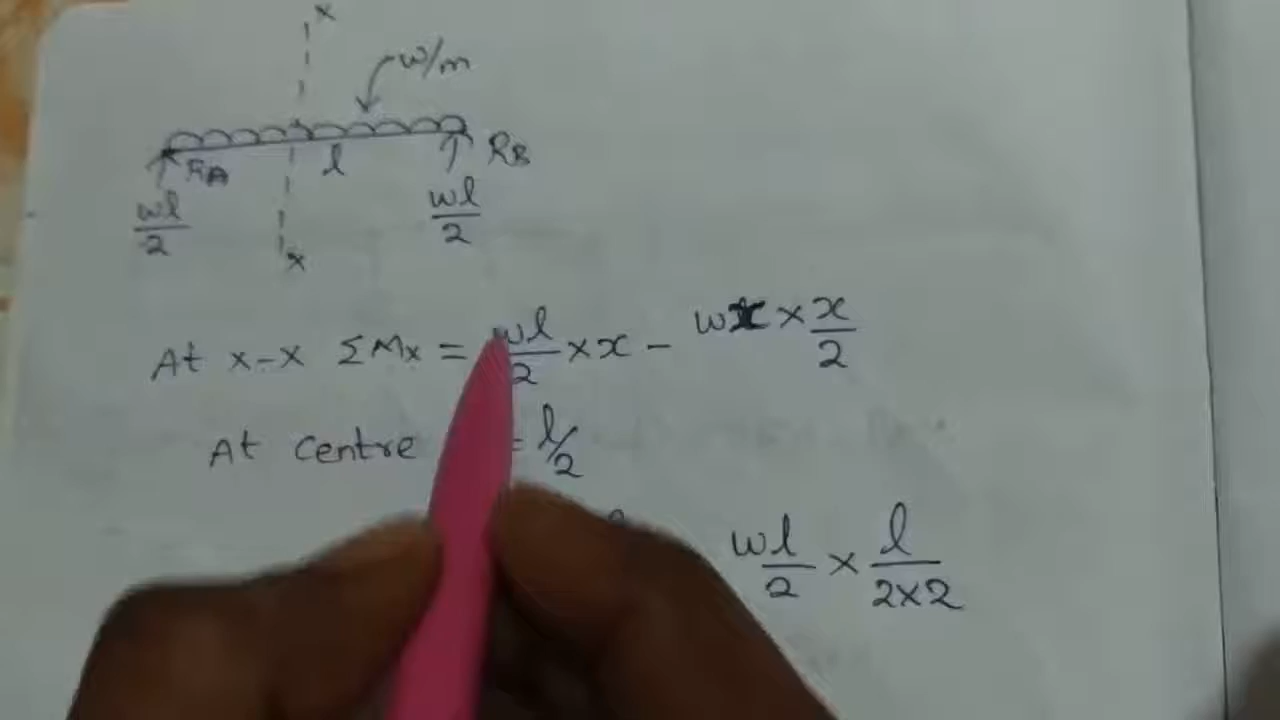 x
w/m
RA
l
RB
wl/2
wl/2
x
At x-x ΣMx = wl/2 × x - wx × x/2
At centre = l/2
wl/2 × l/2×2